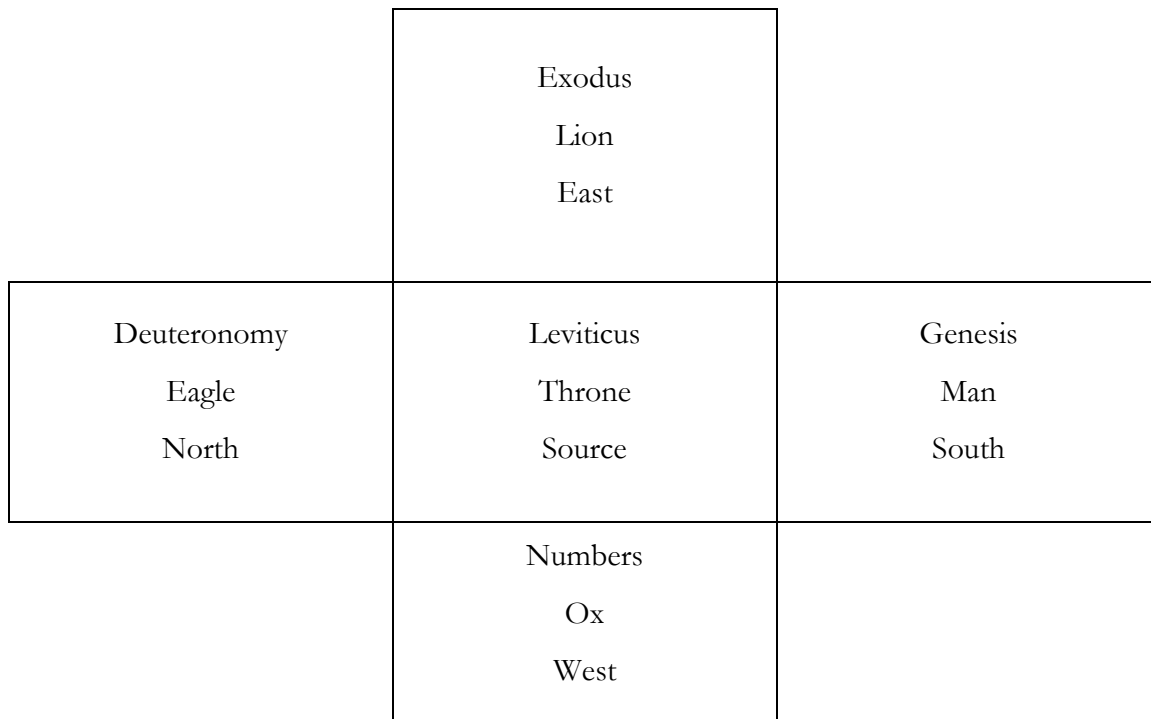 Exodus
Lion
East
Deuteronomy
Eagle
North
Leviticus
Throne
Source
Genesis
Man
South
Numbers
Ox
West